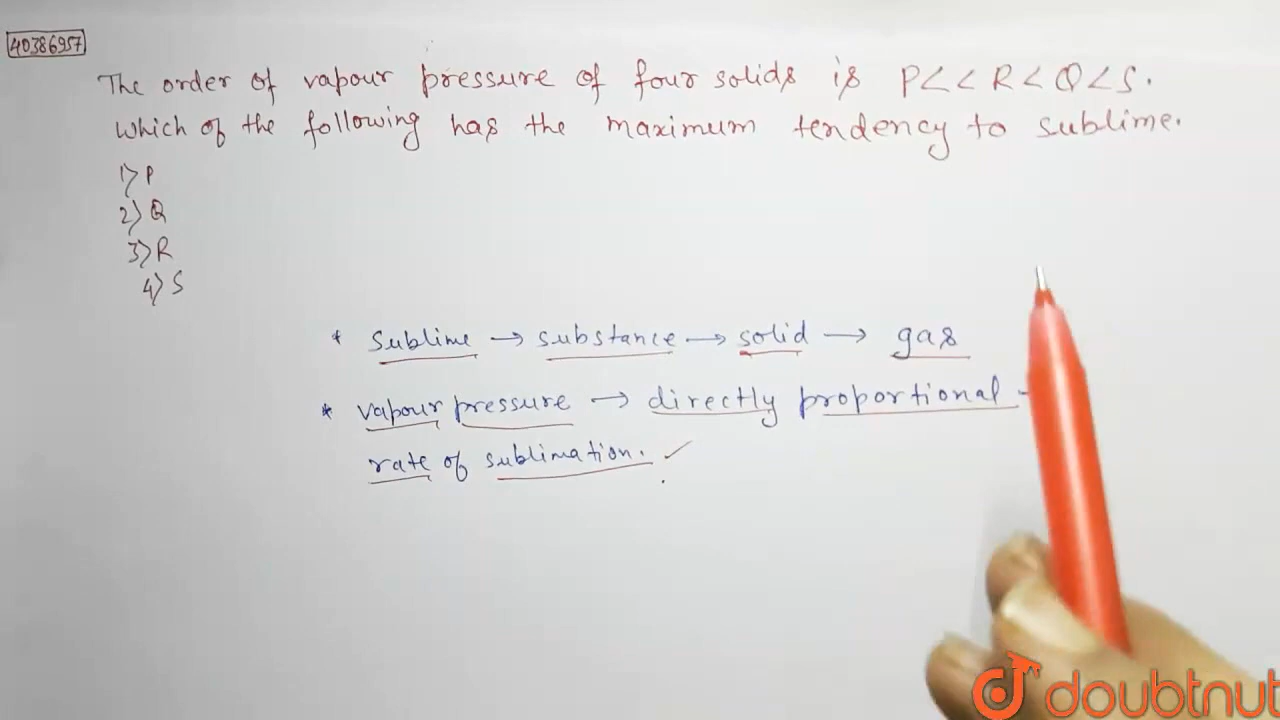 40386957
The order of vapour pressure of four solids is P<< R < Q < S.
which of the following has the maximum tendency to sublime.
1) P
2) Q
3) R
4) S
* Sublime → substance → solid → gas
* vapour pressure → directly proportional
rate of sublimation. ✓
doubtnut